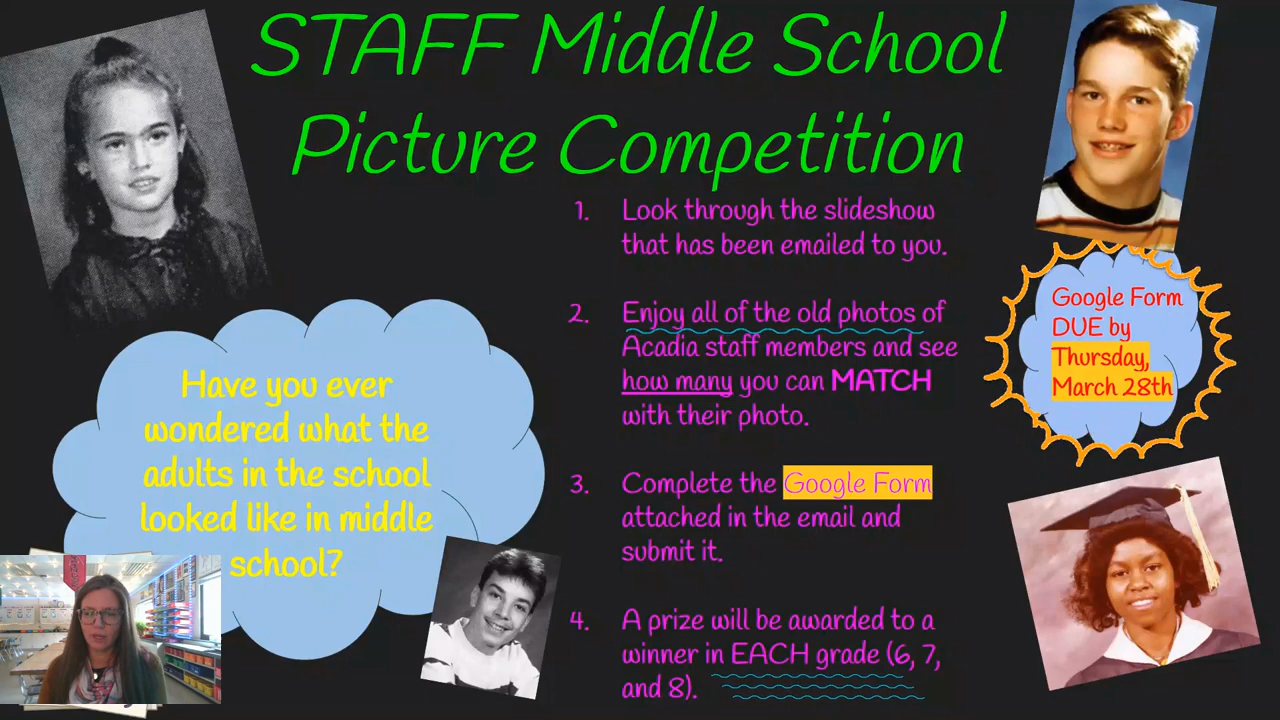 STAFF Middle School
Picture Competition
1. Look through the slideshow
that has been emailed to you.
2. Enjoy all of the old photos of
Acadia staff members and see
how many you can MATCH
with their photo.
3. Complete the Google Form
attached in the email and
submit it.
4. A prize will be awarded to a
winner in EACH grade (6, 7,
and 8).
Have you ever
wondered what the
adults in the school
looked like in middle
school?
Google Form
DUE by
Thursday,
March 28th